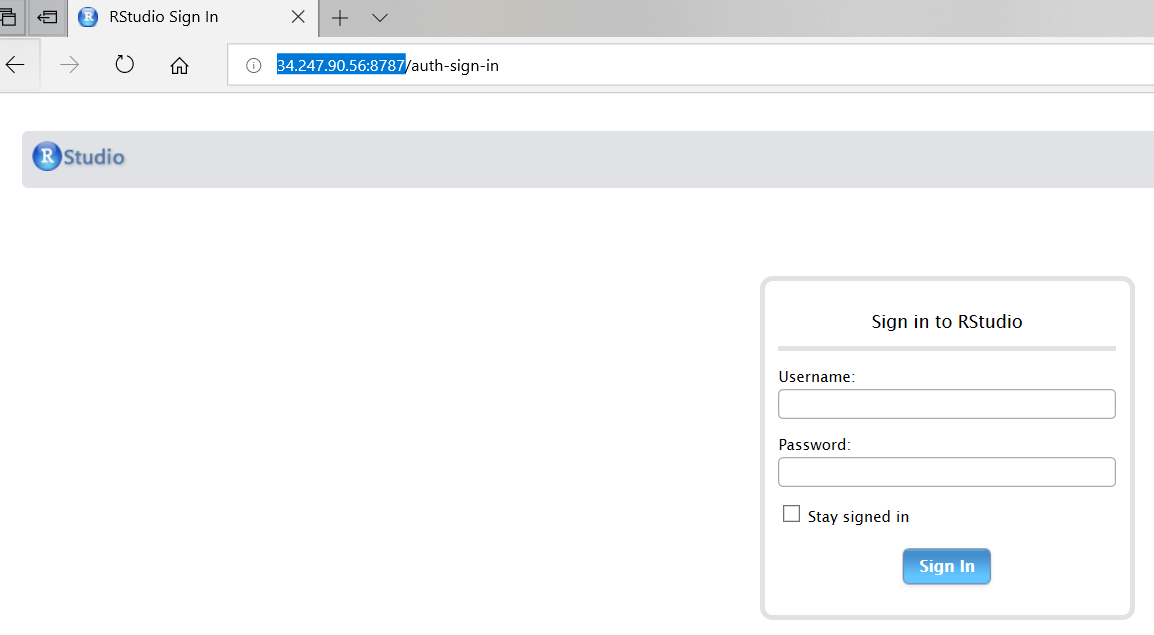 RStudio Sign In
34.247.90.56:8787/auth-sign-in
R Studio
Sign in to RStudio
Username:
Password:
Stay signed in
Sign In